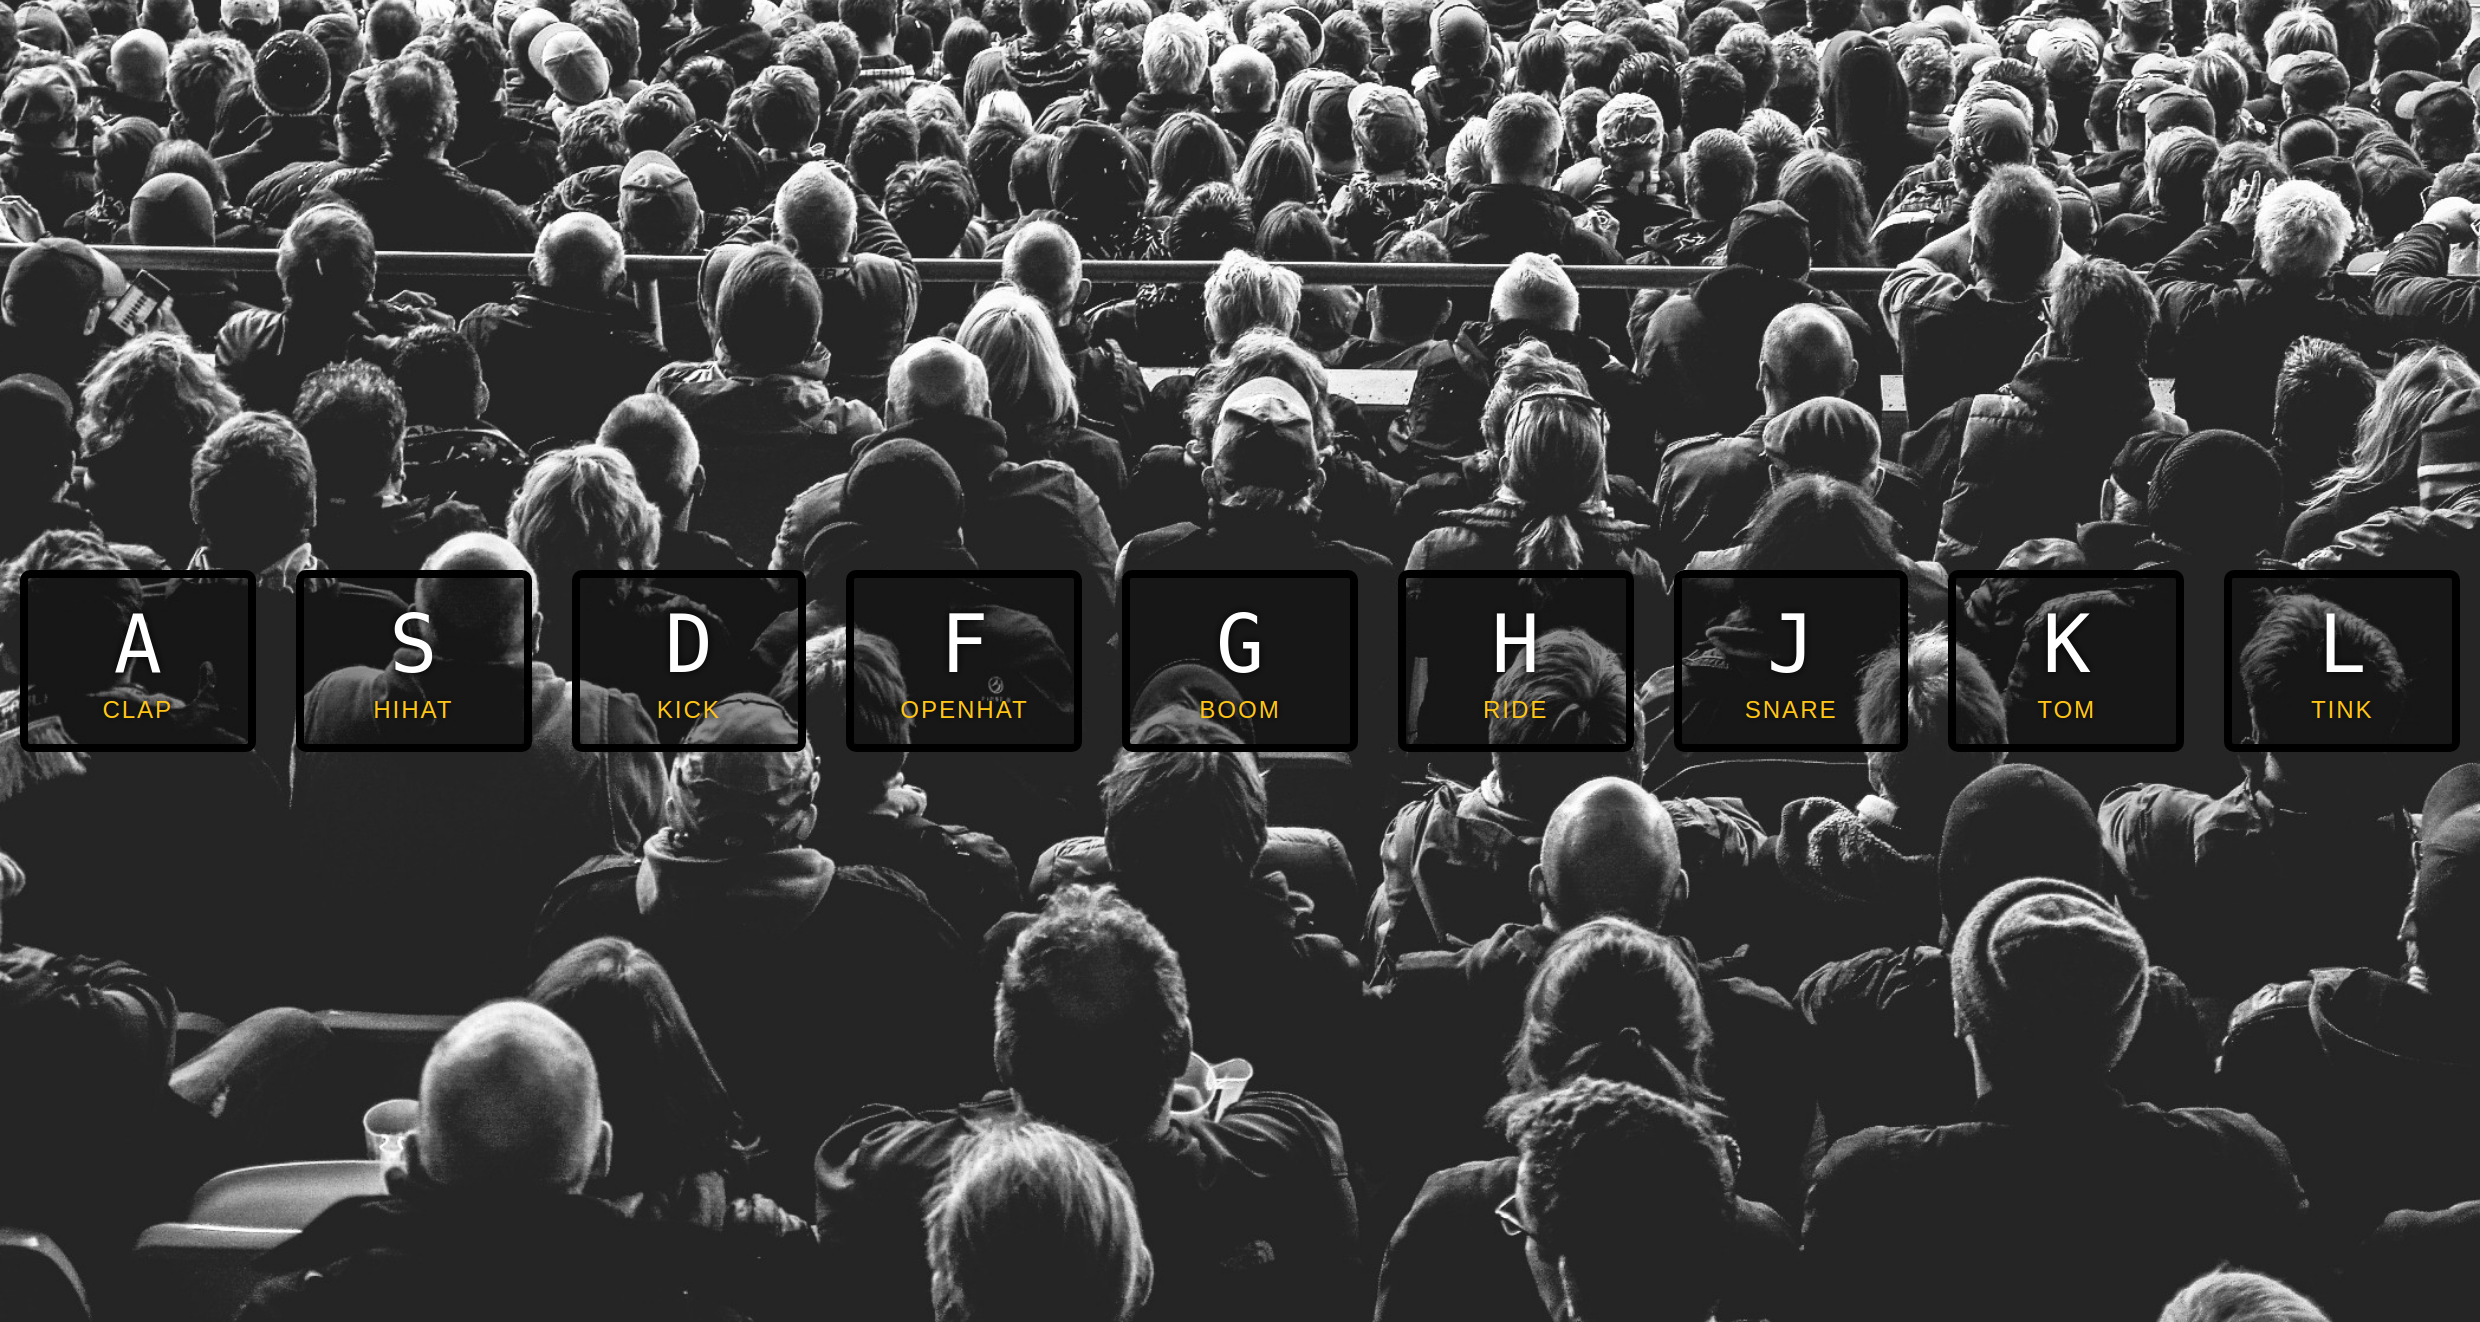 A S D F G H J K L
CLAP HIHAT KICK OPENHAT BOOM RIDE SNARE TOM TINK